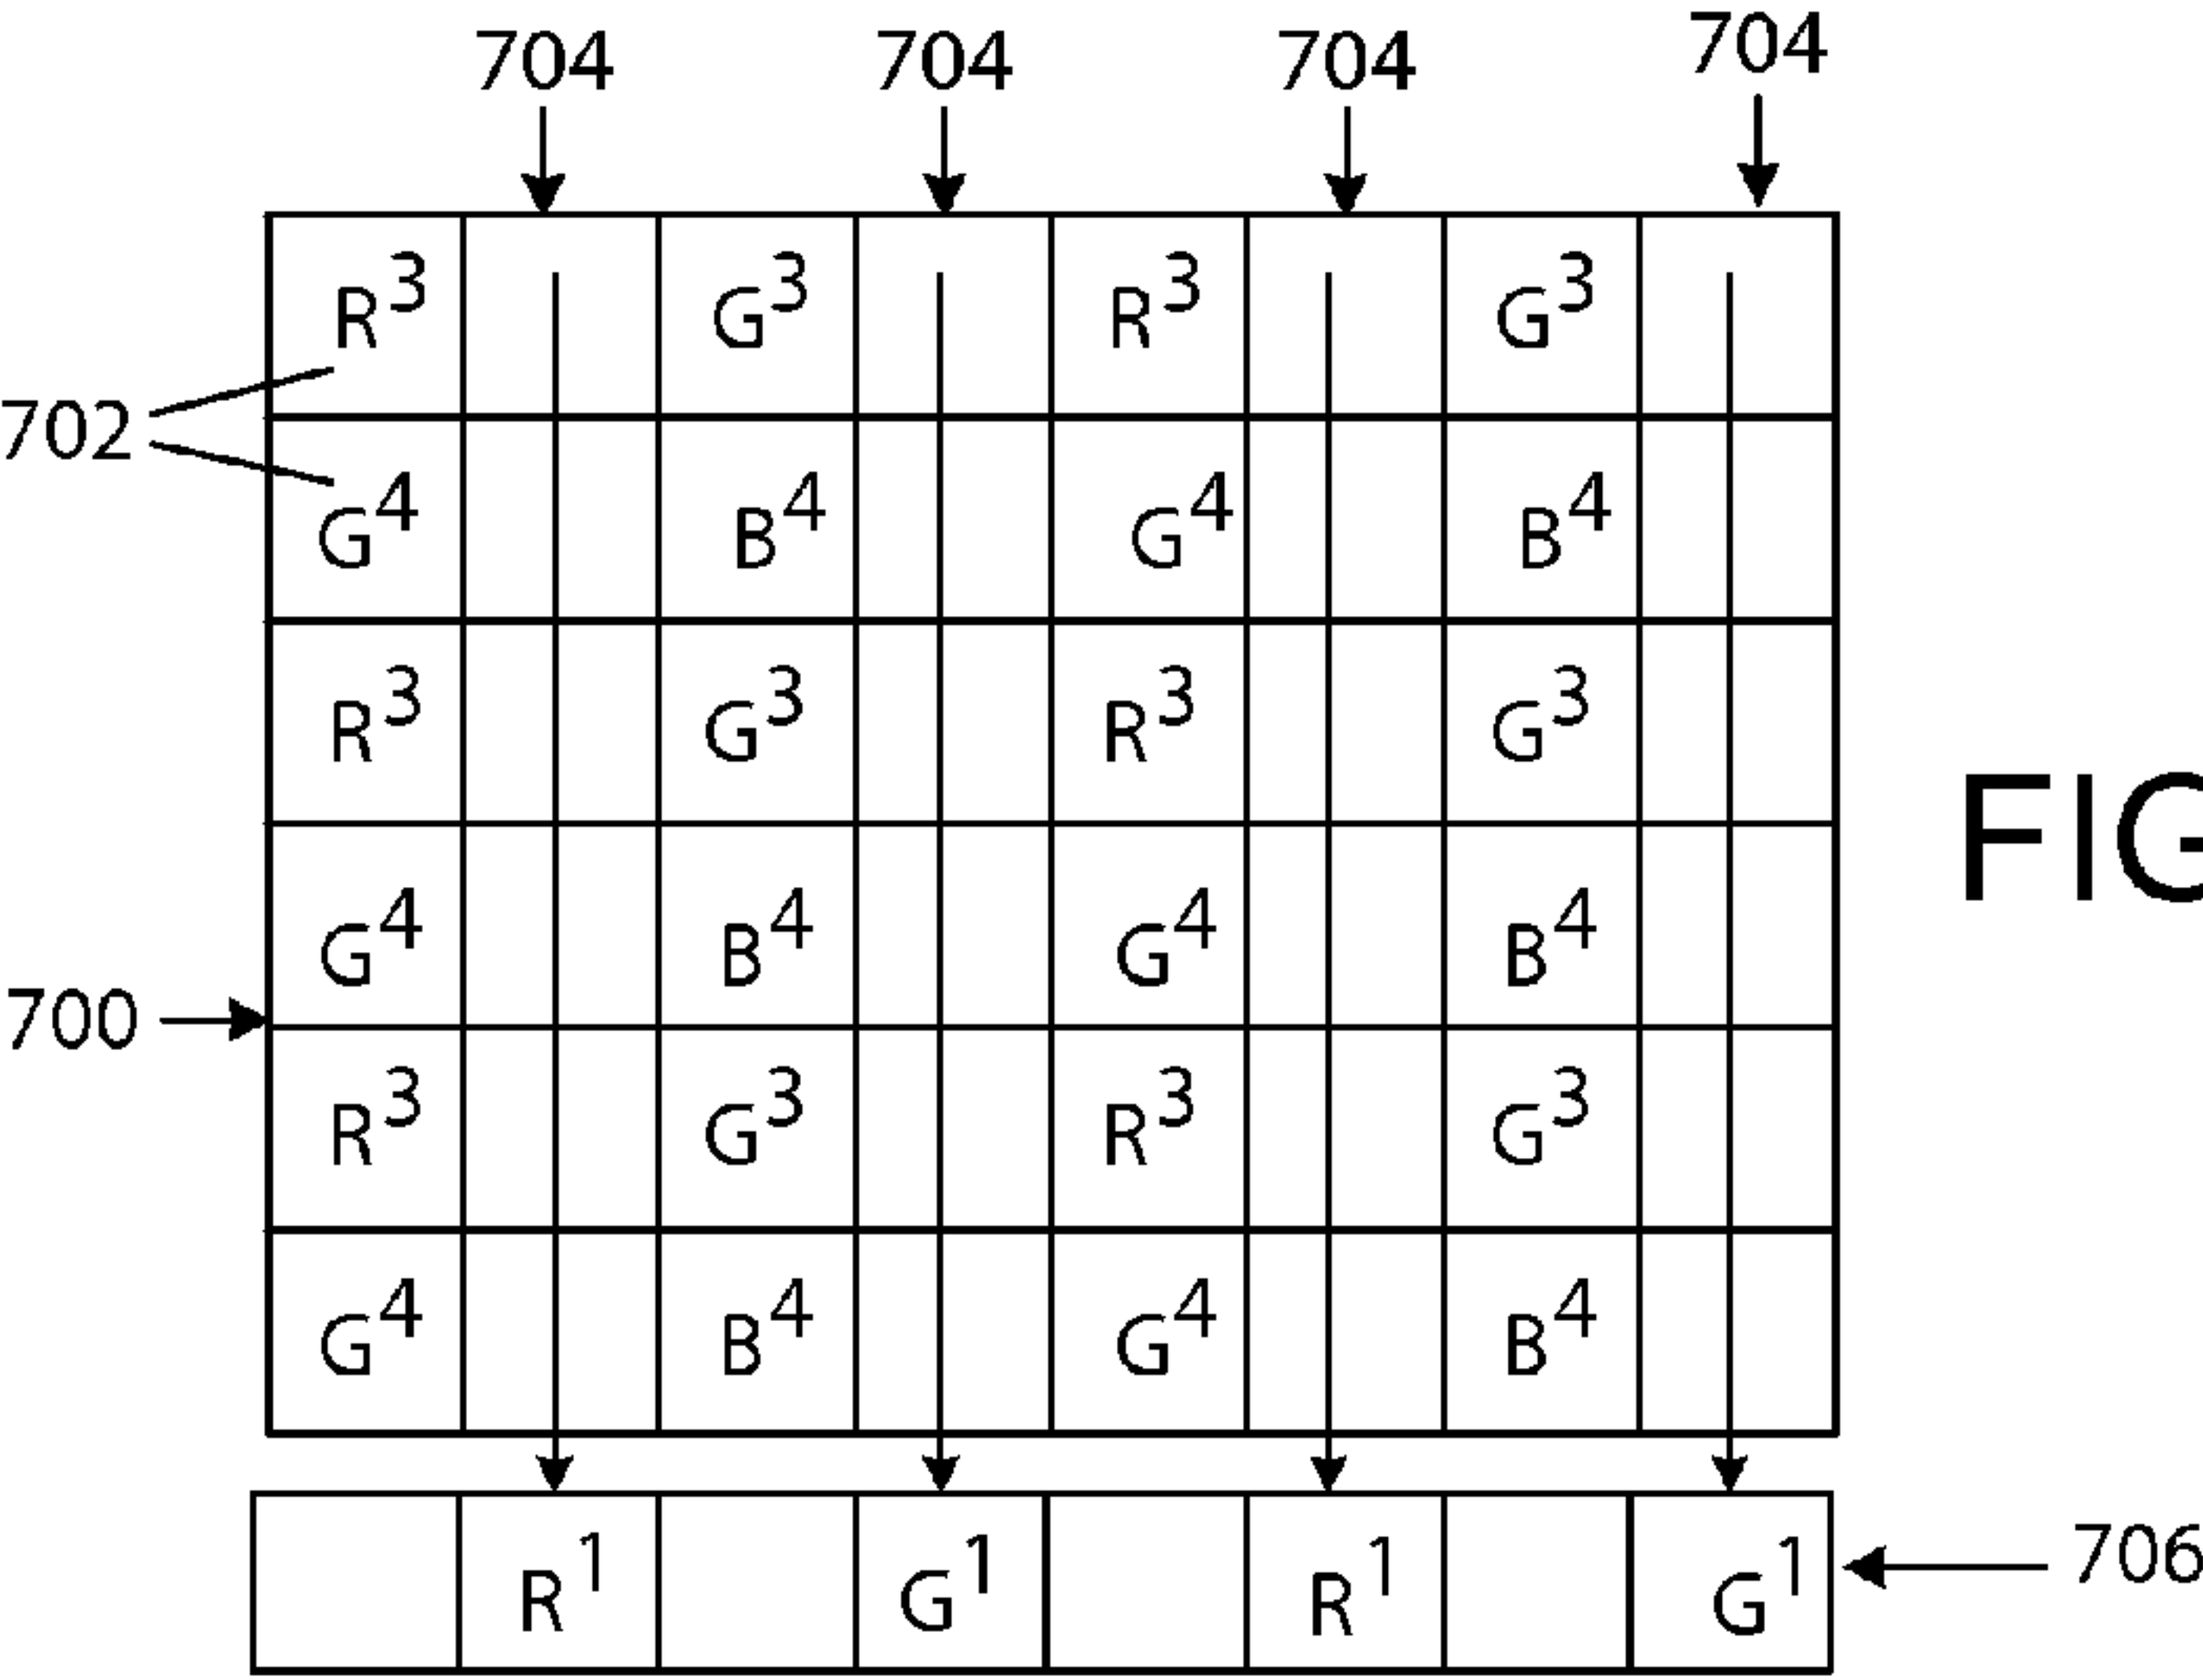 704 704 704 704
R³ G³ R³ G³
702
G⁴ B⁴ G⁴ B⁴
R³ G³ R³ G³
FIG
G⁴ B⁴ G⁴ B⁴
700
R³ G³ R³ G³
G⁴ B⁴ G⁴ B⁴
R¹ G¹ R¹ G¹
706